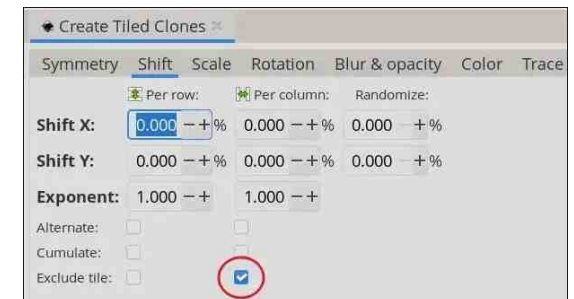 Create Tiled Clones
Symmetry Shift Scale Rotation Blur & opacity Color Trace
Per row: Per column: Randomize:
Shift X: 0.000 −+% 0.000 −+% 0.000 −+%
Shift Y: 0.000 −+% 0.000 −+% 0.000 −+%
Exponent: 1.000 −+ 1.000 −+
Alternate:
Cumulate:
Exclude tile: